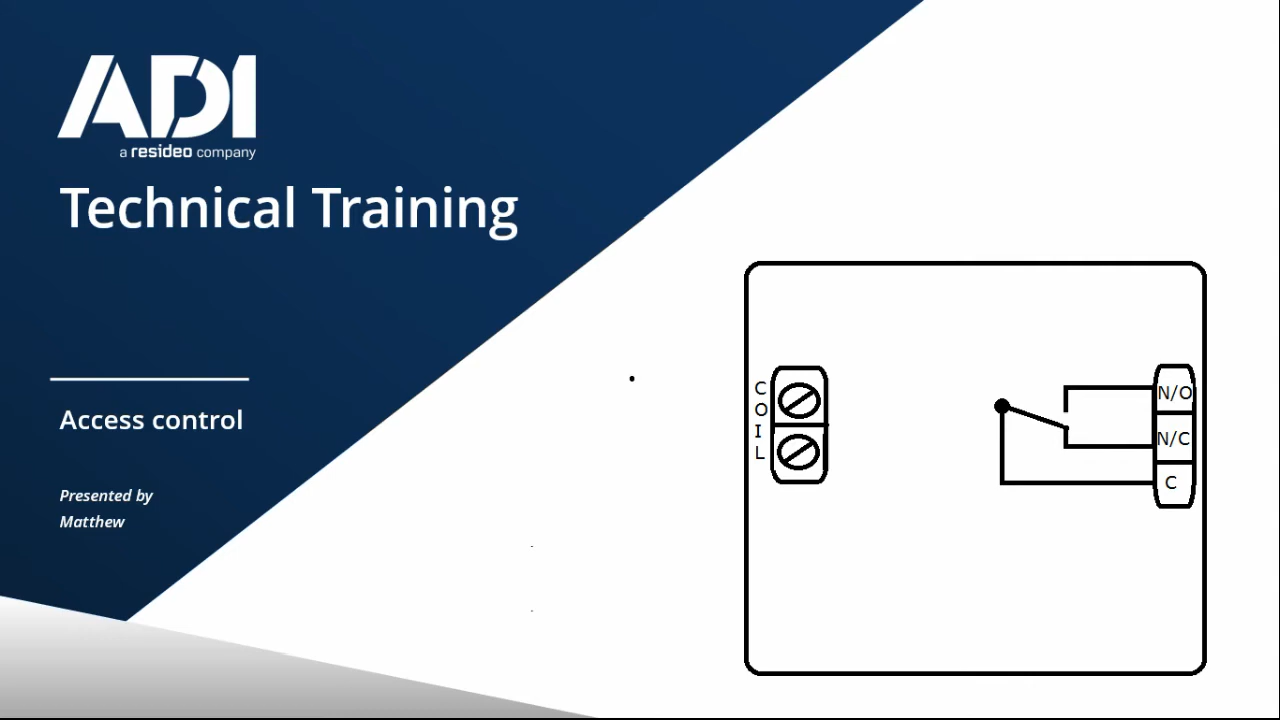 ADI
a resideo company
Technical Training
Access control
Presented by
Matthew
C
O
I
L
N/O
N/C
C